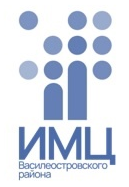 ИМЦ
Василеостровского
района